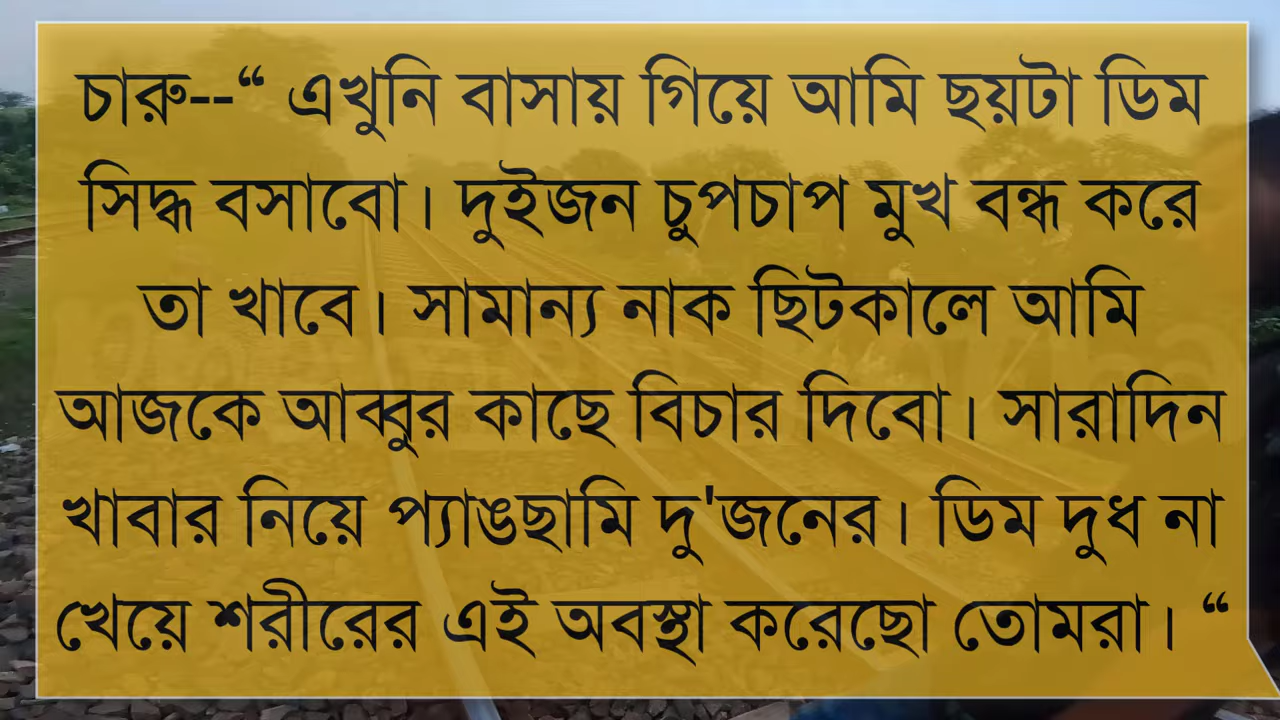 চারু--“ এখুনি বাসায় গিয়ে আমি ছয়টা ডিম
সিদ্ধ বসাবো। দুইজন চুপচাপ মুখ বন্ধ করে
তা খাবে। সামান্য নাক ছিটকালে আমি
আজকে আব্বুর কাছে বিচার দিবো। সারাদিন
খাবার নিয়ে প্যাঙছামি দু'জনের। ডিম দুধ না
খেয়ে শরীরের এই অবস্থা করেছো তোমরা। “